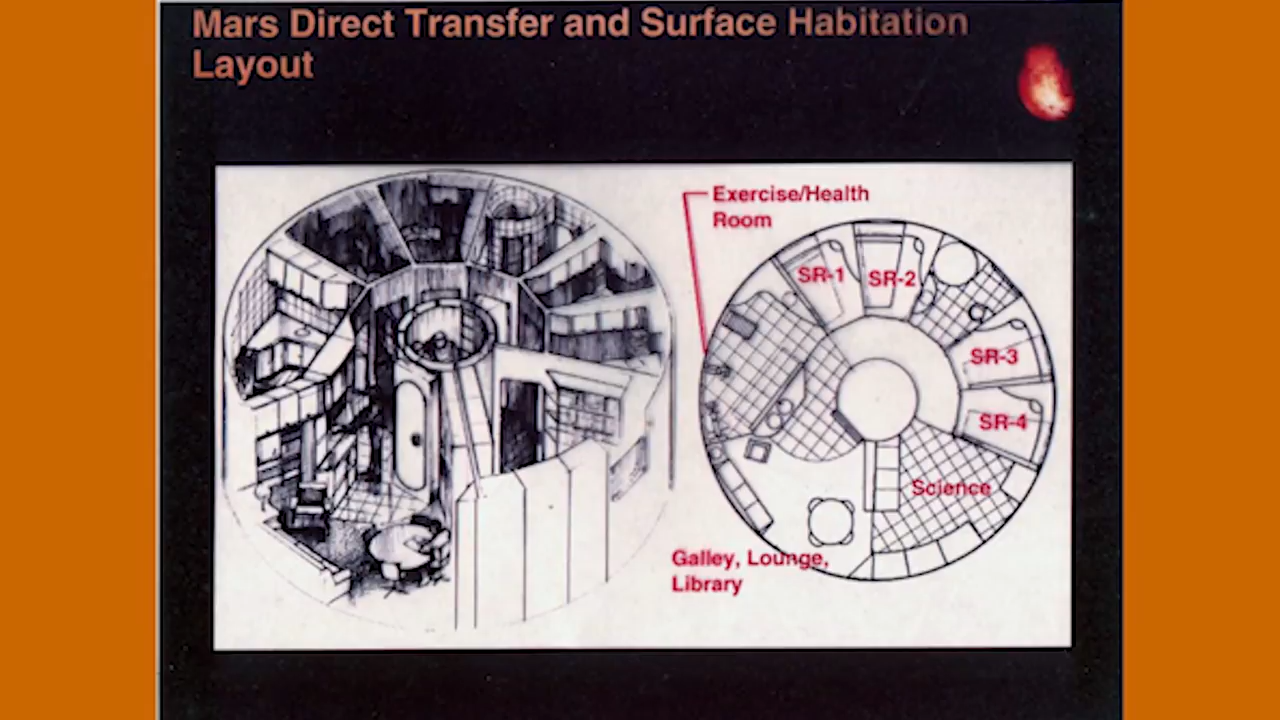 Mars Direct Transfer and Surface Habitation
Layout
Exercise/Health
Room
SR-1
SR-2
SR-3
SR-4
Science
Galley, Lounge,
Library